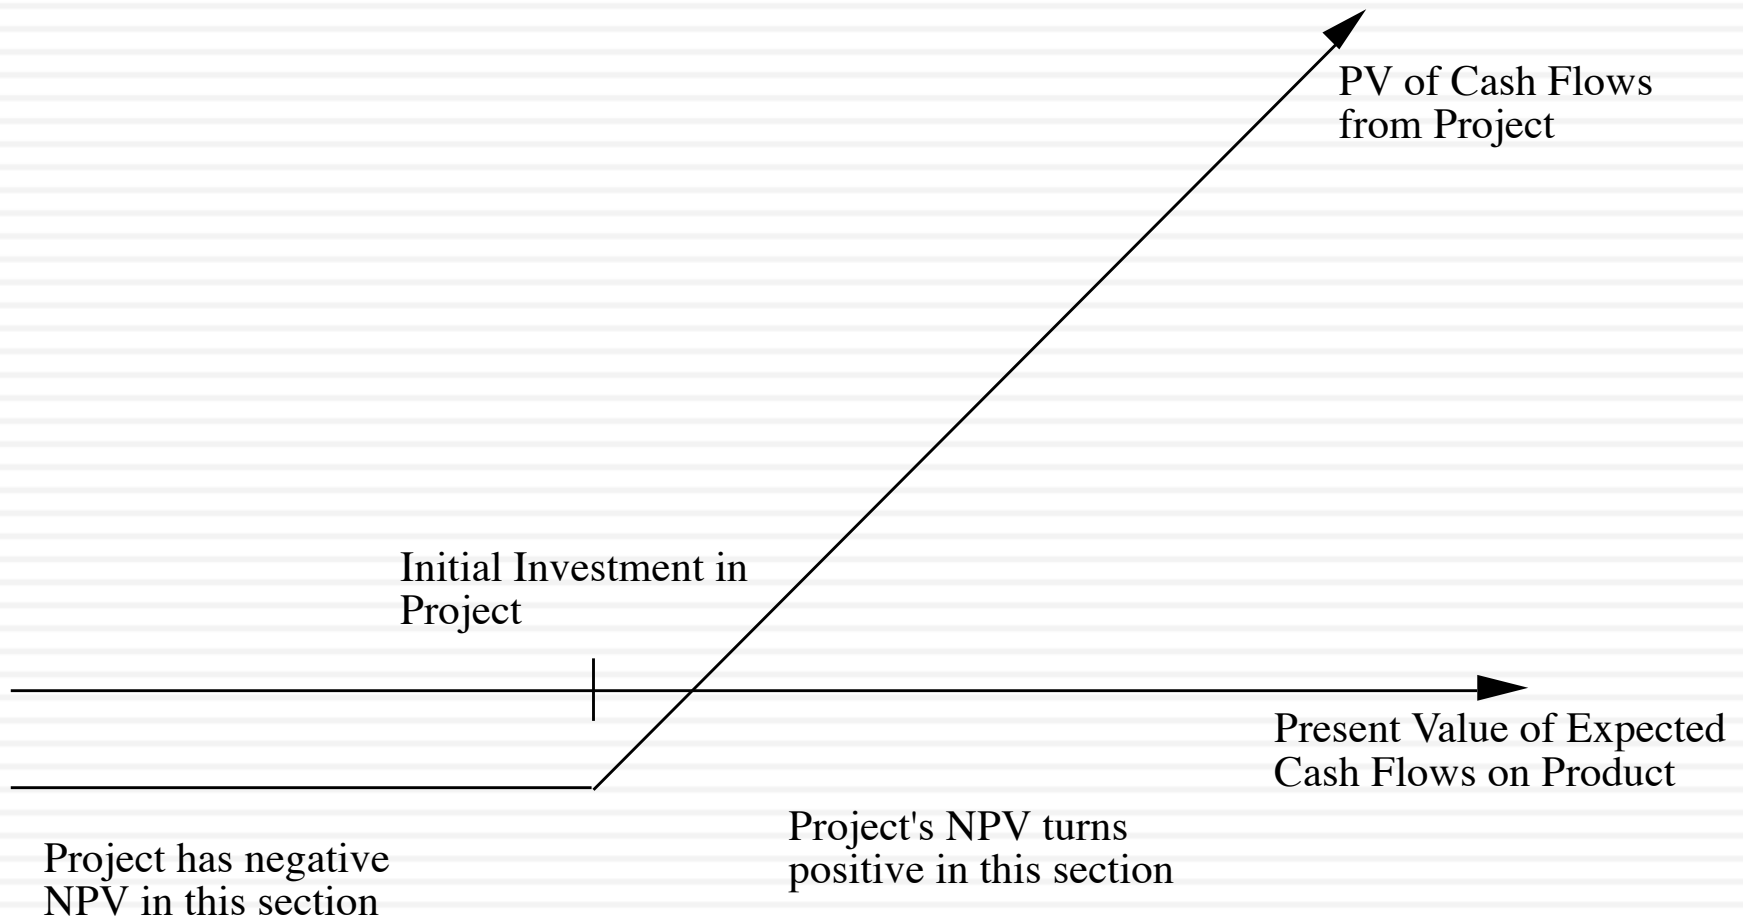 PV of Cash Flows
from Project
Initial Investment in
Project
Present Value of Expected
Cash Flows on Product
Project's NPV turns
positive in this section
Project has negative
NPV in this section